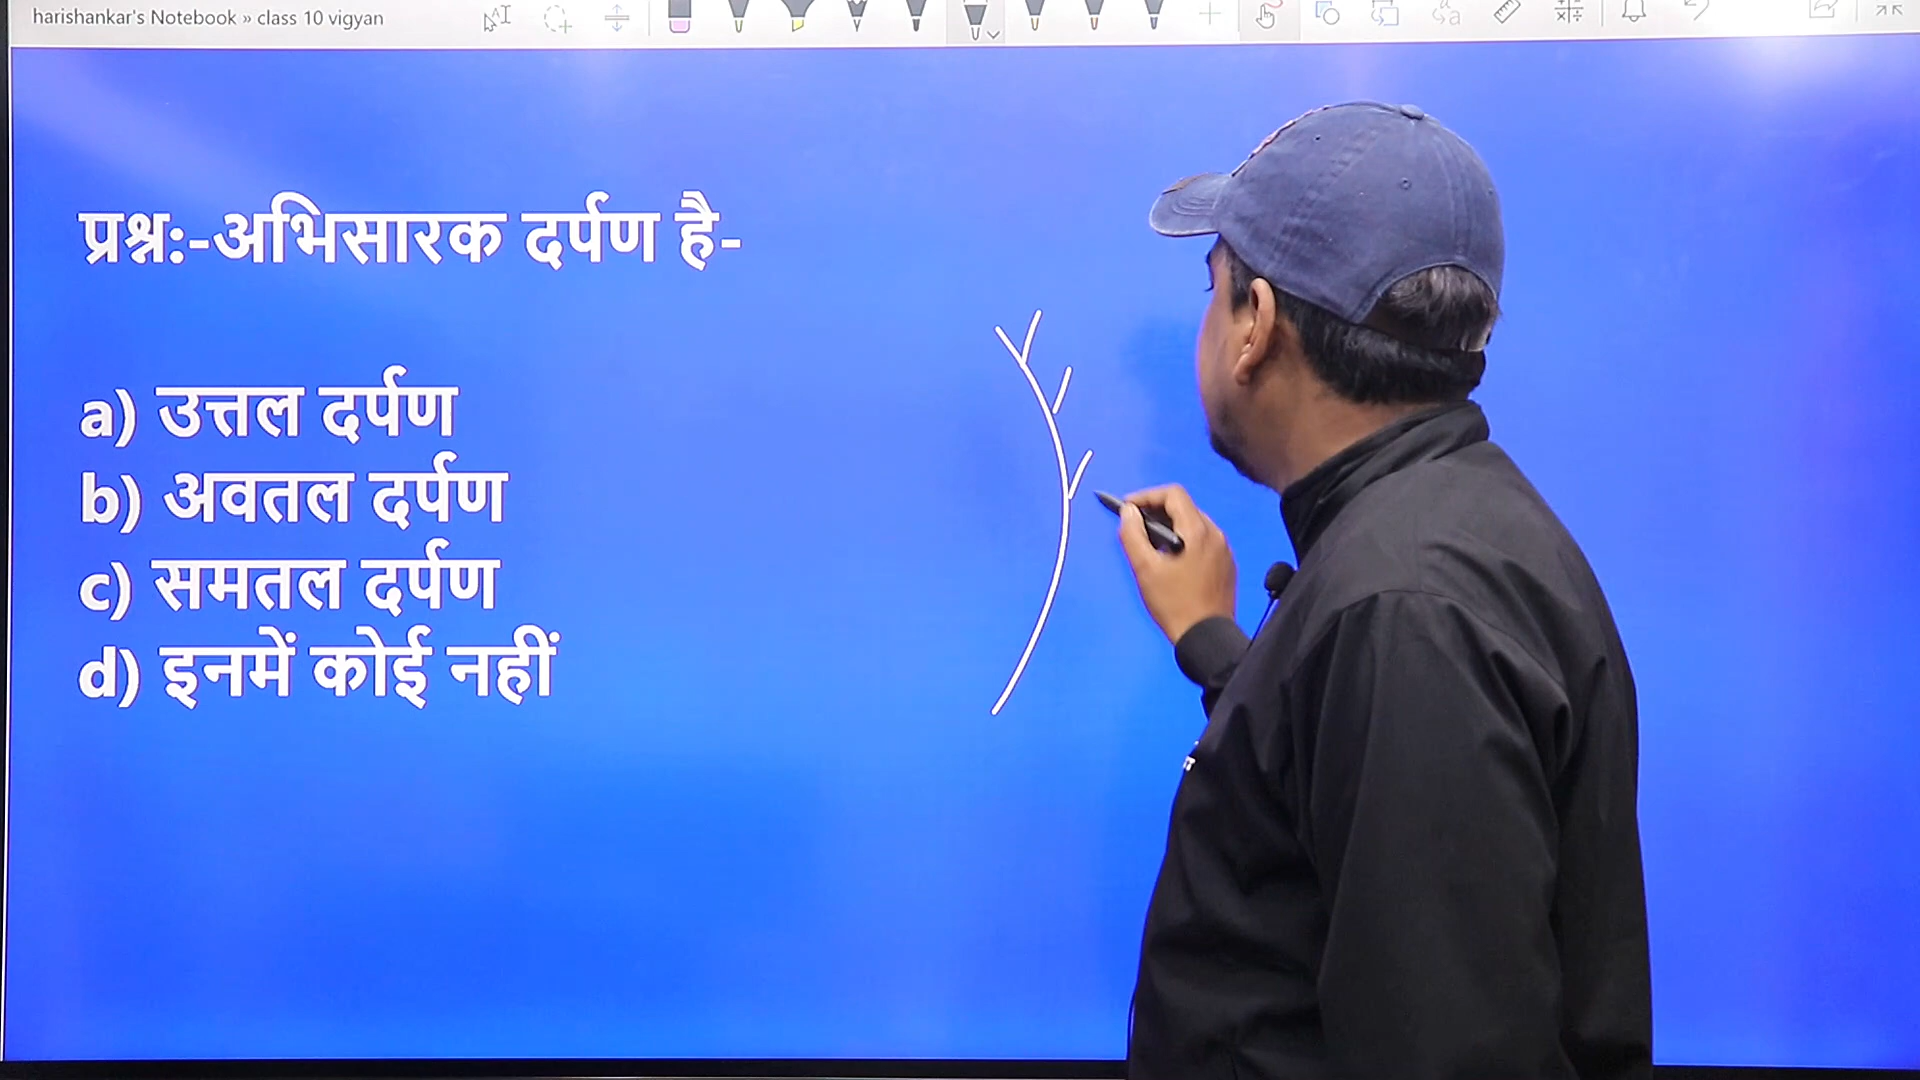 harishankar's Notebook » class 10 vigyan
प्रश्न:-अभिसारक दर्पण है-
a) उत्तल दर्पण
b) अवतल दर्पण
c) समतल दर्पण
d) इनमें कोई नहीं